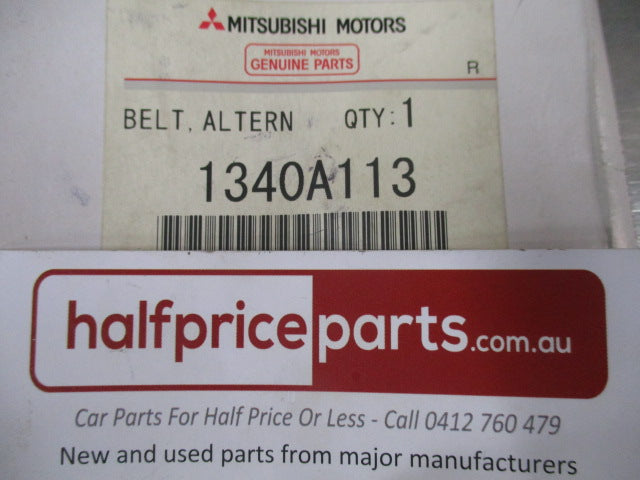 MITSUBISHI MOTORS
MITSUBISHI MOTORS
GENUINE PARTS
R
BELT, ALTERN QTY:1
1340A113
halfpriceparts.com.au
Car Parts For Half Price Or Less - Call 0412 760 479
New and used parts from major manufacturers